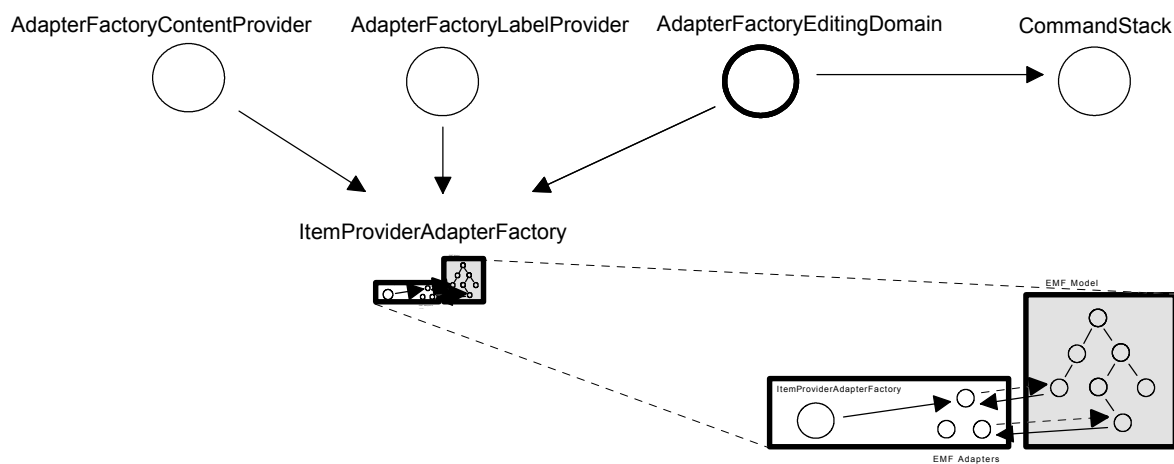 AdapterFactoryContentProvider
AdapterFactoryLabelProvider
AdapterFactoryEditingDomain
CommandStack
ItemProviderAdapterFactory
EMF Model
ItemProviderAdapterFactory
EMF Adapters